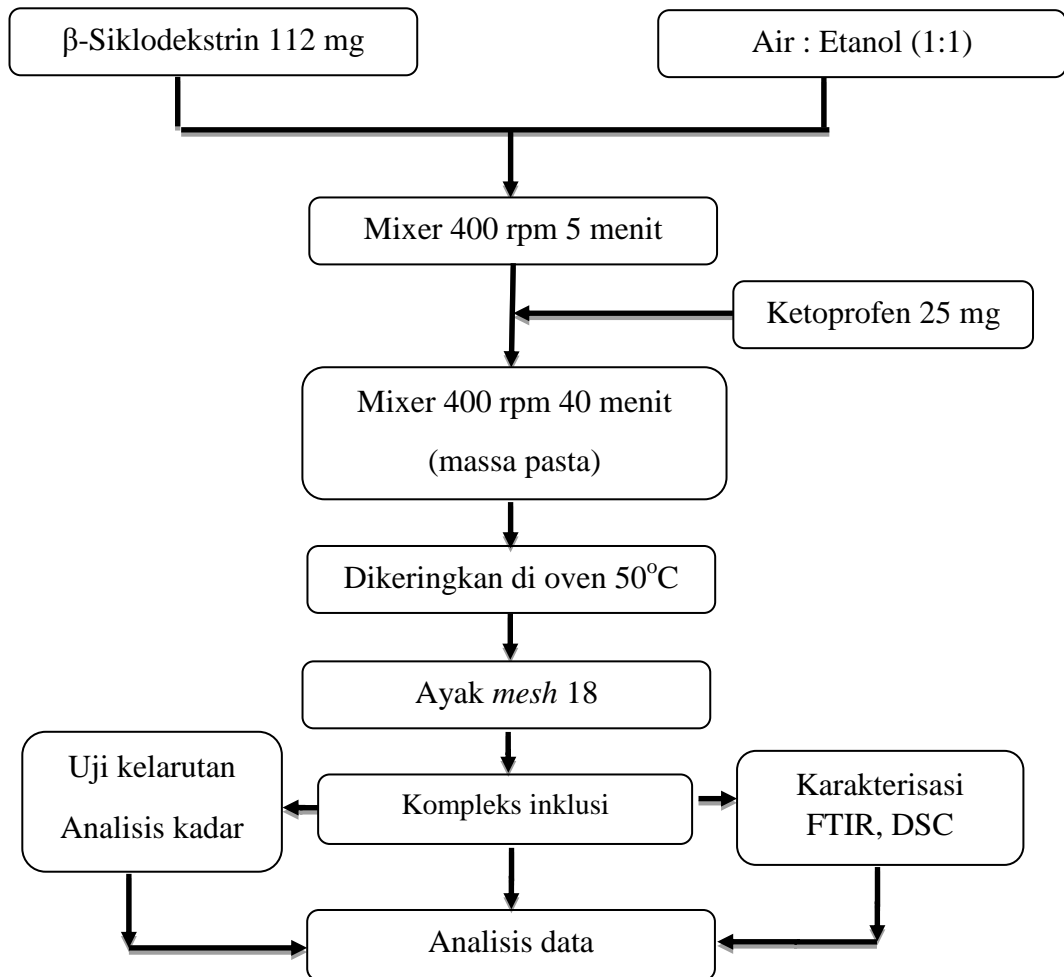 β-Siklodekstrin 112 mg
Air : Etanol (1:1)
Mixer 400 rpm 5 menit
Ketoprofen 25 mg
Mixer 400 rpm 40 menit
(massa pasta)
Dikeringkan di oven 50°C
Ayak mesh 18
Uji kelarutan
Analisis kadar
Kompleks inklusi
Karakterisasi
FTIR, DSC
Analisis data